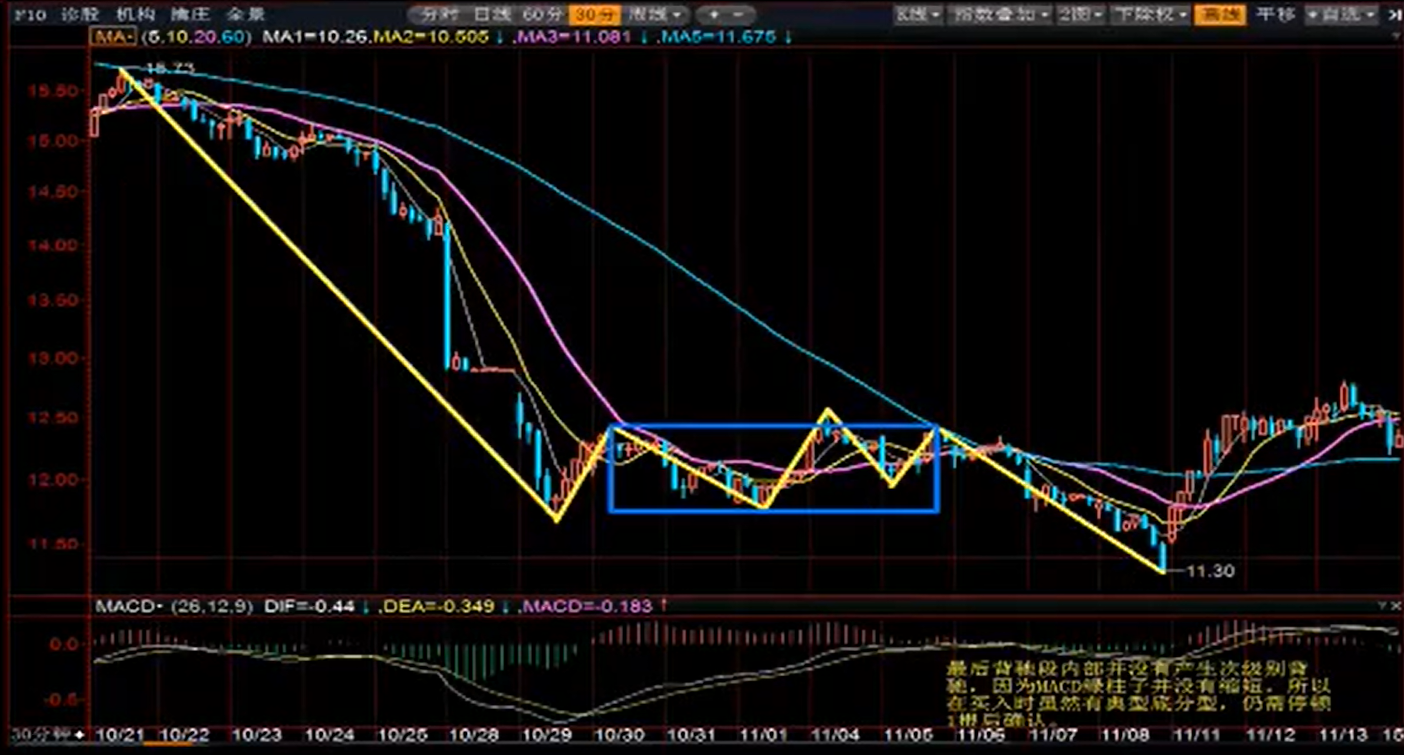 F10 诊股 机构 擒庄 全景 分时 日线 60分 30分 周线 + - K线 指数叠加 2图 下除权 画线 平移 +自选
MA (5,10,20,60) MA1=10.26,MA2=10.505↓,MA3=11.081↓,MA5=11.675↓
15.73
15.50
15.00
14.50
14.00
13.50
13.00
12.50
12.00
11.50
11.30
MACD (26,12,9) DIF=-0.44↓,DEA=-0.349↓,MACD=-0.183↑
0.0
最后背驰段内部并没有产生次级别背
驰，因为MACD绿柱子并没有缩短。所以
在买入时虽然有典型底分型，仍需停顿
1根后确认。
30分钟 10/21 10/22 10/23 10/24 10/25 10/28 10/29 10/30 10/31 11/01 11/04 11/05 11/06 11/07 11/08 11/11 11/12 11/13